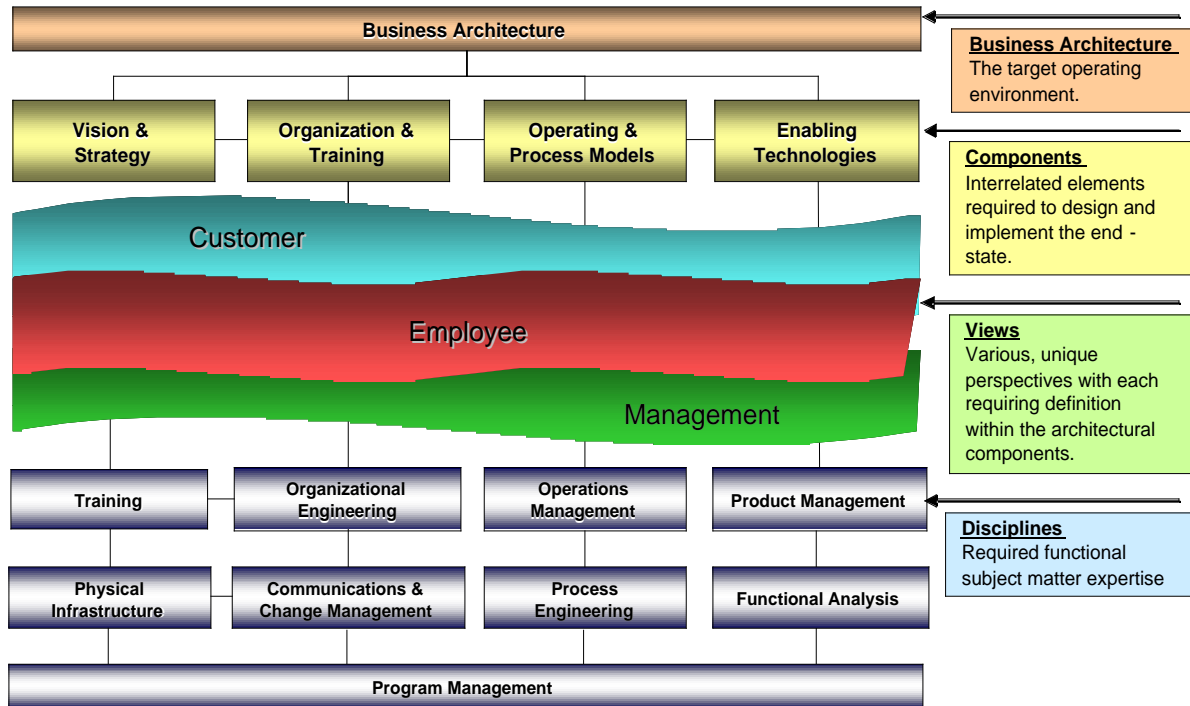 Business Architecture
Vision &
Strategy
Organization &
Training
Operating &
Process Models
Enabling
Technologies
Customer
Employee
Management
Training
Organizational
Engineering
Operations
Management
Product Management
Physical
Infrastructure
Communications &
Change Management
Process
Engineering
Functional Analysis
Program Management
Business Architecture
The target operating
environment.
Components
Interrelated elements
required to design and
implement the end -
state.
Views
Various, unique
perspectives with each
requiring definition
within the architectural
components.
Disciplines
Required functional
subject matter expertise